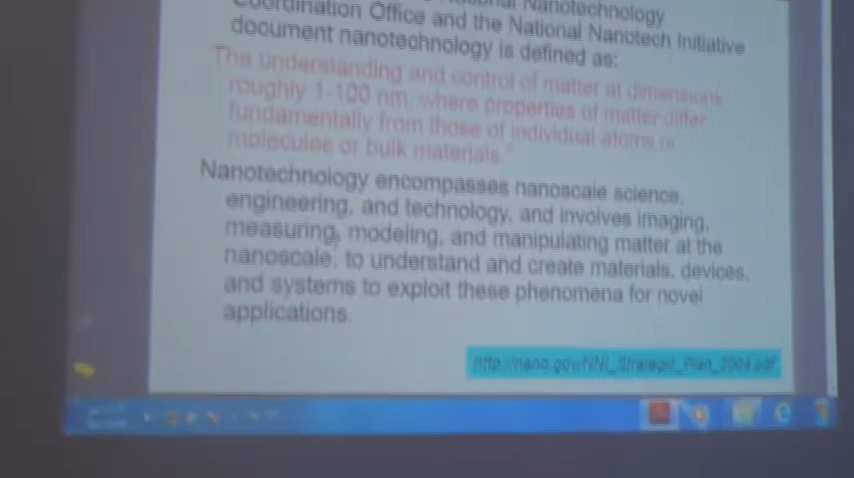 Nanotechnology
Coordination Office and the National Nanotech Initiative
document nanotechnology is defined as:
"The understanding and control of matter at dimensions
roughly 1-100 nm, where properties of matter differ
fundamentally from those of individual atoms or
molecules or bulk materials."
Nanotechnology encompasses nanoscale science,
engineering, and technology, and involves imaging,
measuring, modeling, and manipulating matter at the
nanoscale, to understand and create materials, devices,
and systems to exploit these phenomena for novel
applications.
http://nano.gov/NNI_Strategic_Plan_2004.pdf